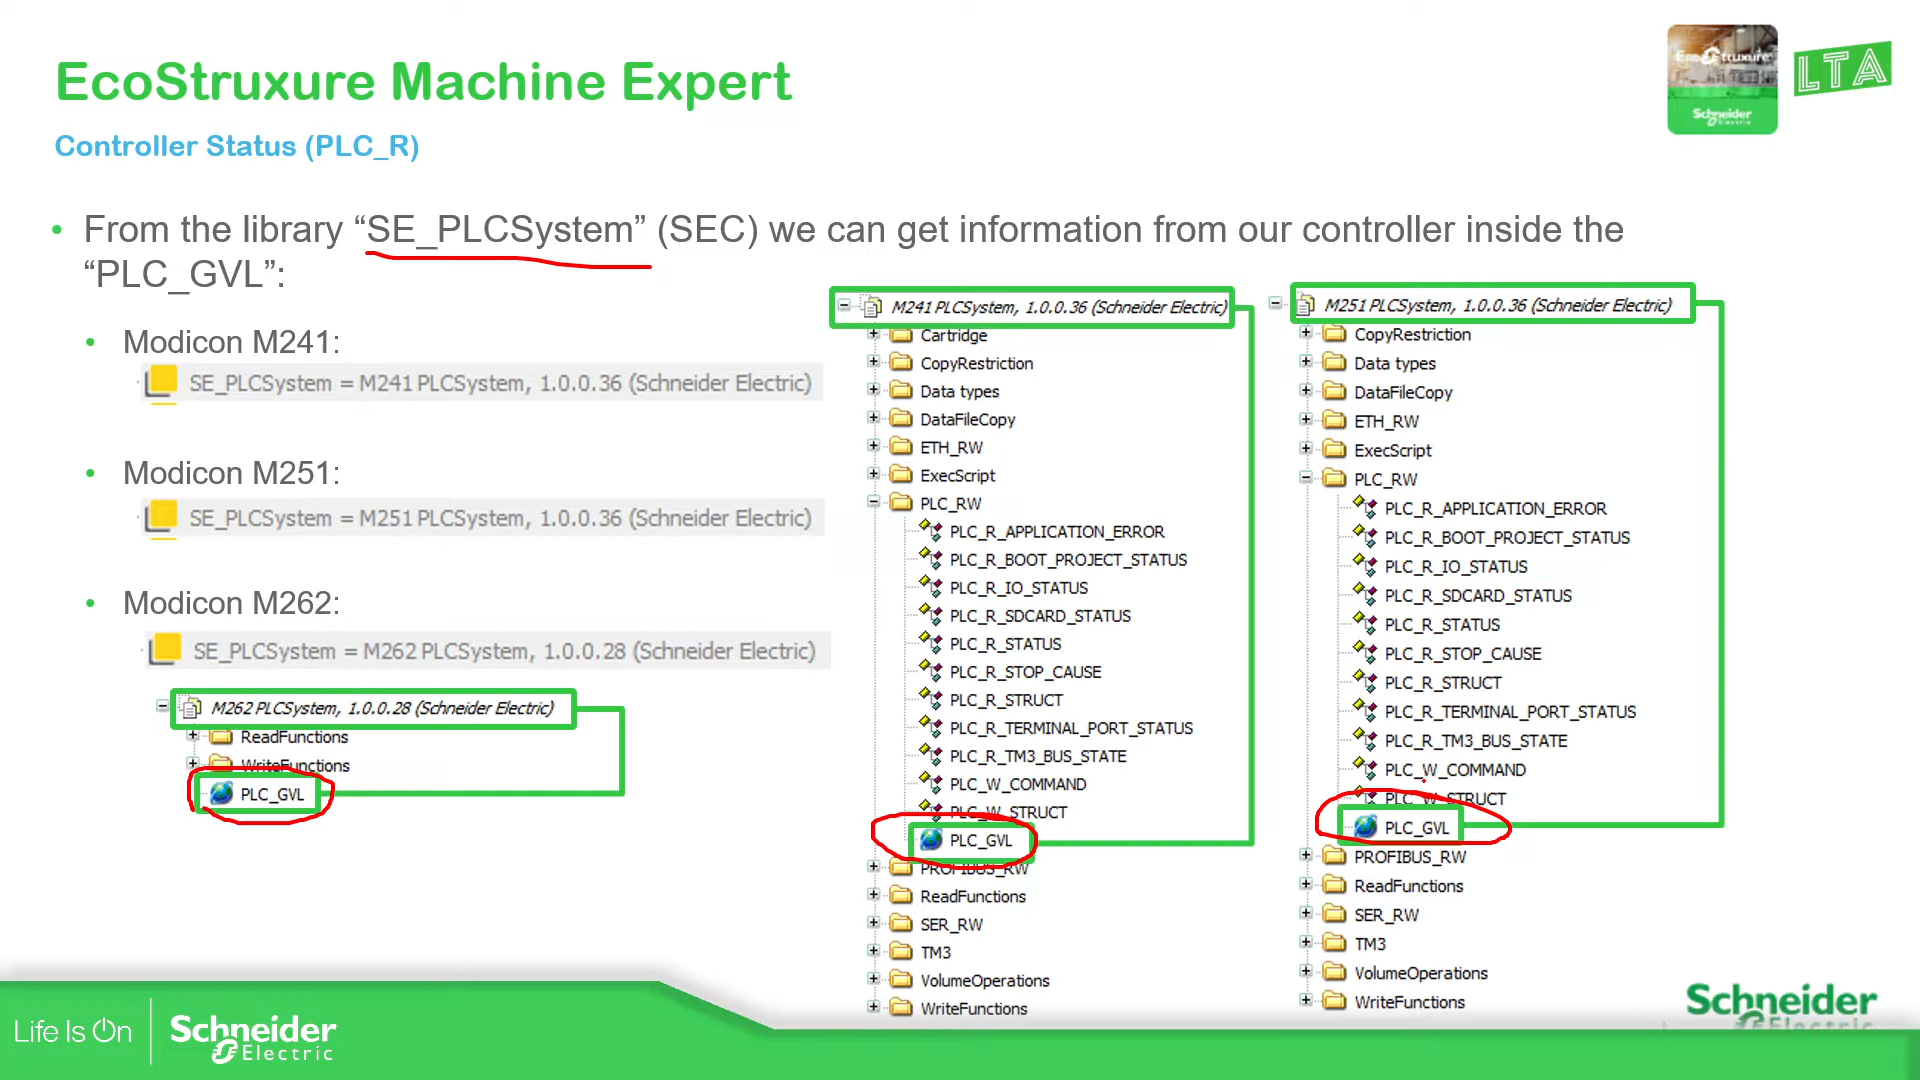 EcoStruxure Machine Expert
Controller Status (PLC_R)
EcoStruxure
Schneider
Electric
LTA
• From the library “SE_PLCSystem” (SEC) we can get information from our controller inside the
“PLC_GVL”:
• Modicon M241:
SE_PLCSystem = M241 PLCSystem, 1.0.0.36 (Schneider Electric)
• Modicon M251:
SE_PLCSystem = M251 PLCSystem, 1.0.0.36 (Schneider Electric)
• Modicon M262:
SE_PLCSystem = M262 PLCSystem, 1.0.0.28 (Schneider Electric)
M262 PLCSystem, 1.0.0.28 (Schneider Electric)
ReadFunctions
WriteFunctions
PLC_GVL
M241 PLCSystem, 1.0.0.36 (Schneider Electric)
Cartridge
CopyRestriction
Data types
DataFileCopy
ETH_RW
ExecScript
PLC_RW
PLC_R_APPLICATION_ERROR
PLC_R_BOOT_PROJECT_STATUS
PLC_R_IO_STATUS
PLC_R_SDCARD_STATUS
PLC_R_STATUS
PLC_R_STOP_CAUSE
PLC_R_STRUCT
PLC_R_TERMINAL_PORT_STATUS
PLC_R_TM3_BUS_STATE
PLC_W_COMMAND
PLC_W_STRUCT
PLC_GVL
PROFIBUS_RW
ReadFunctions
SER_RW
TM3
VolumeOperations
WriteFunctions
M251 PLCSystem, 1.0.0.36 (Schneider Electric)
CopyRestriction
Data types
DataFileCopy
ETH_RW
ExecScript
PLC_RW
PLC_R_APPLICATION_ERROR
PLC_R_BOOT_PROJECT_STATUS
PLC_R_IO_STATUS
PLC_R_SDCARD_STATUS
PLC_R_STATUS
PLC_R_STOP_CAUSE
PLC_R_STRUCT
PLC_R_TERMINAL_PORT_STATUS
PLC_R_TM3_BUS_STATE
PLC_W_COMMAND
PLC_W_STRUCT
PLC_GVL
PROFIBUS_RW
ReadFunctions
SER_RW
TM3
VolumeOperations
WriteFunctions
Life Is On
Schneider
Electric
Schneider
Electric